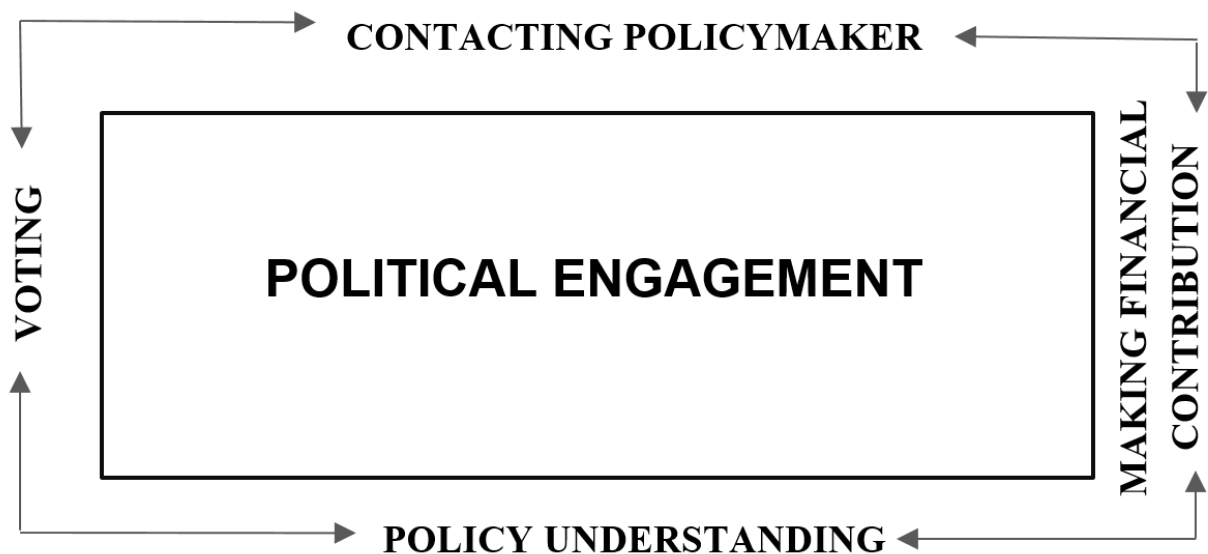 CONTACTING POLICYMAKER
VOTING
POLITICAL ENGAGEMENT
MAKING FINANCIAL
CONTRIBUTION
POLICY UNDERSTANDING